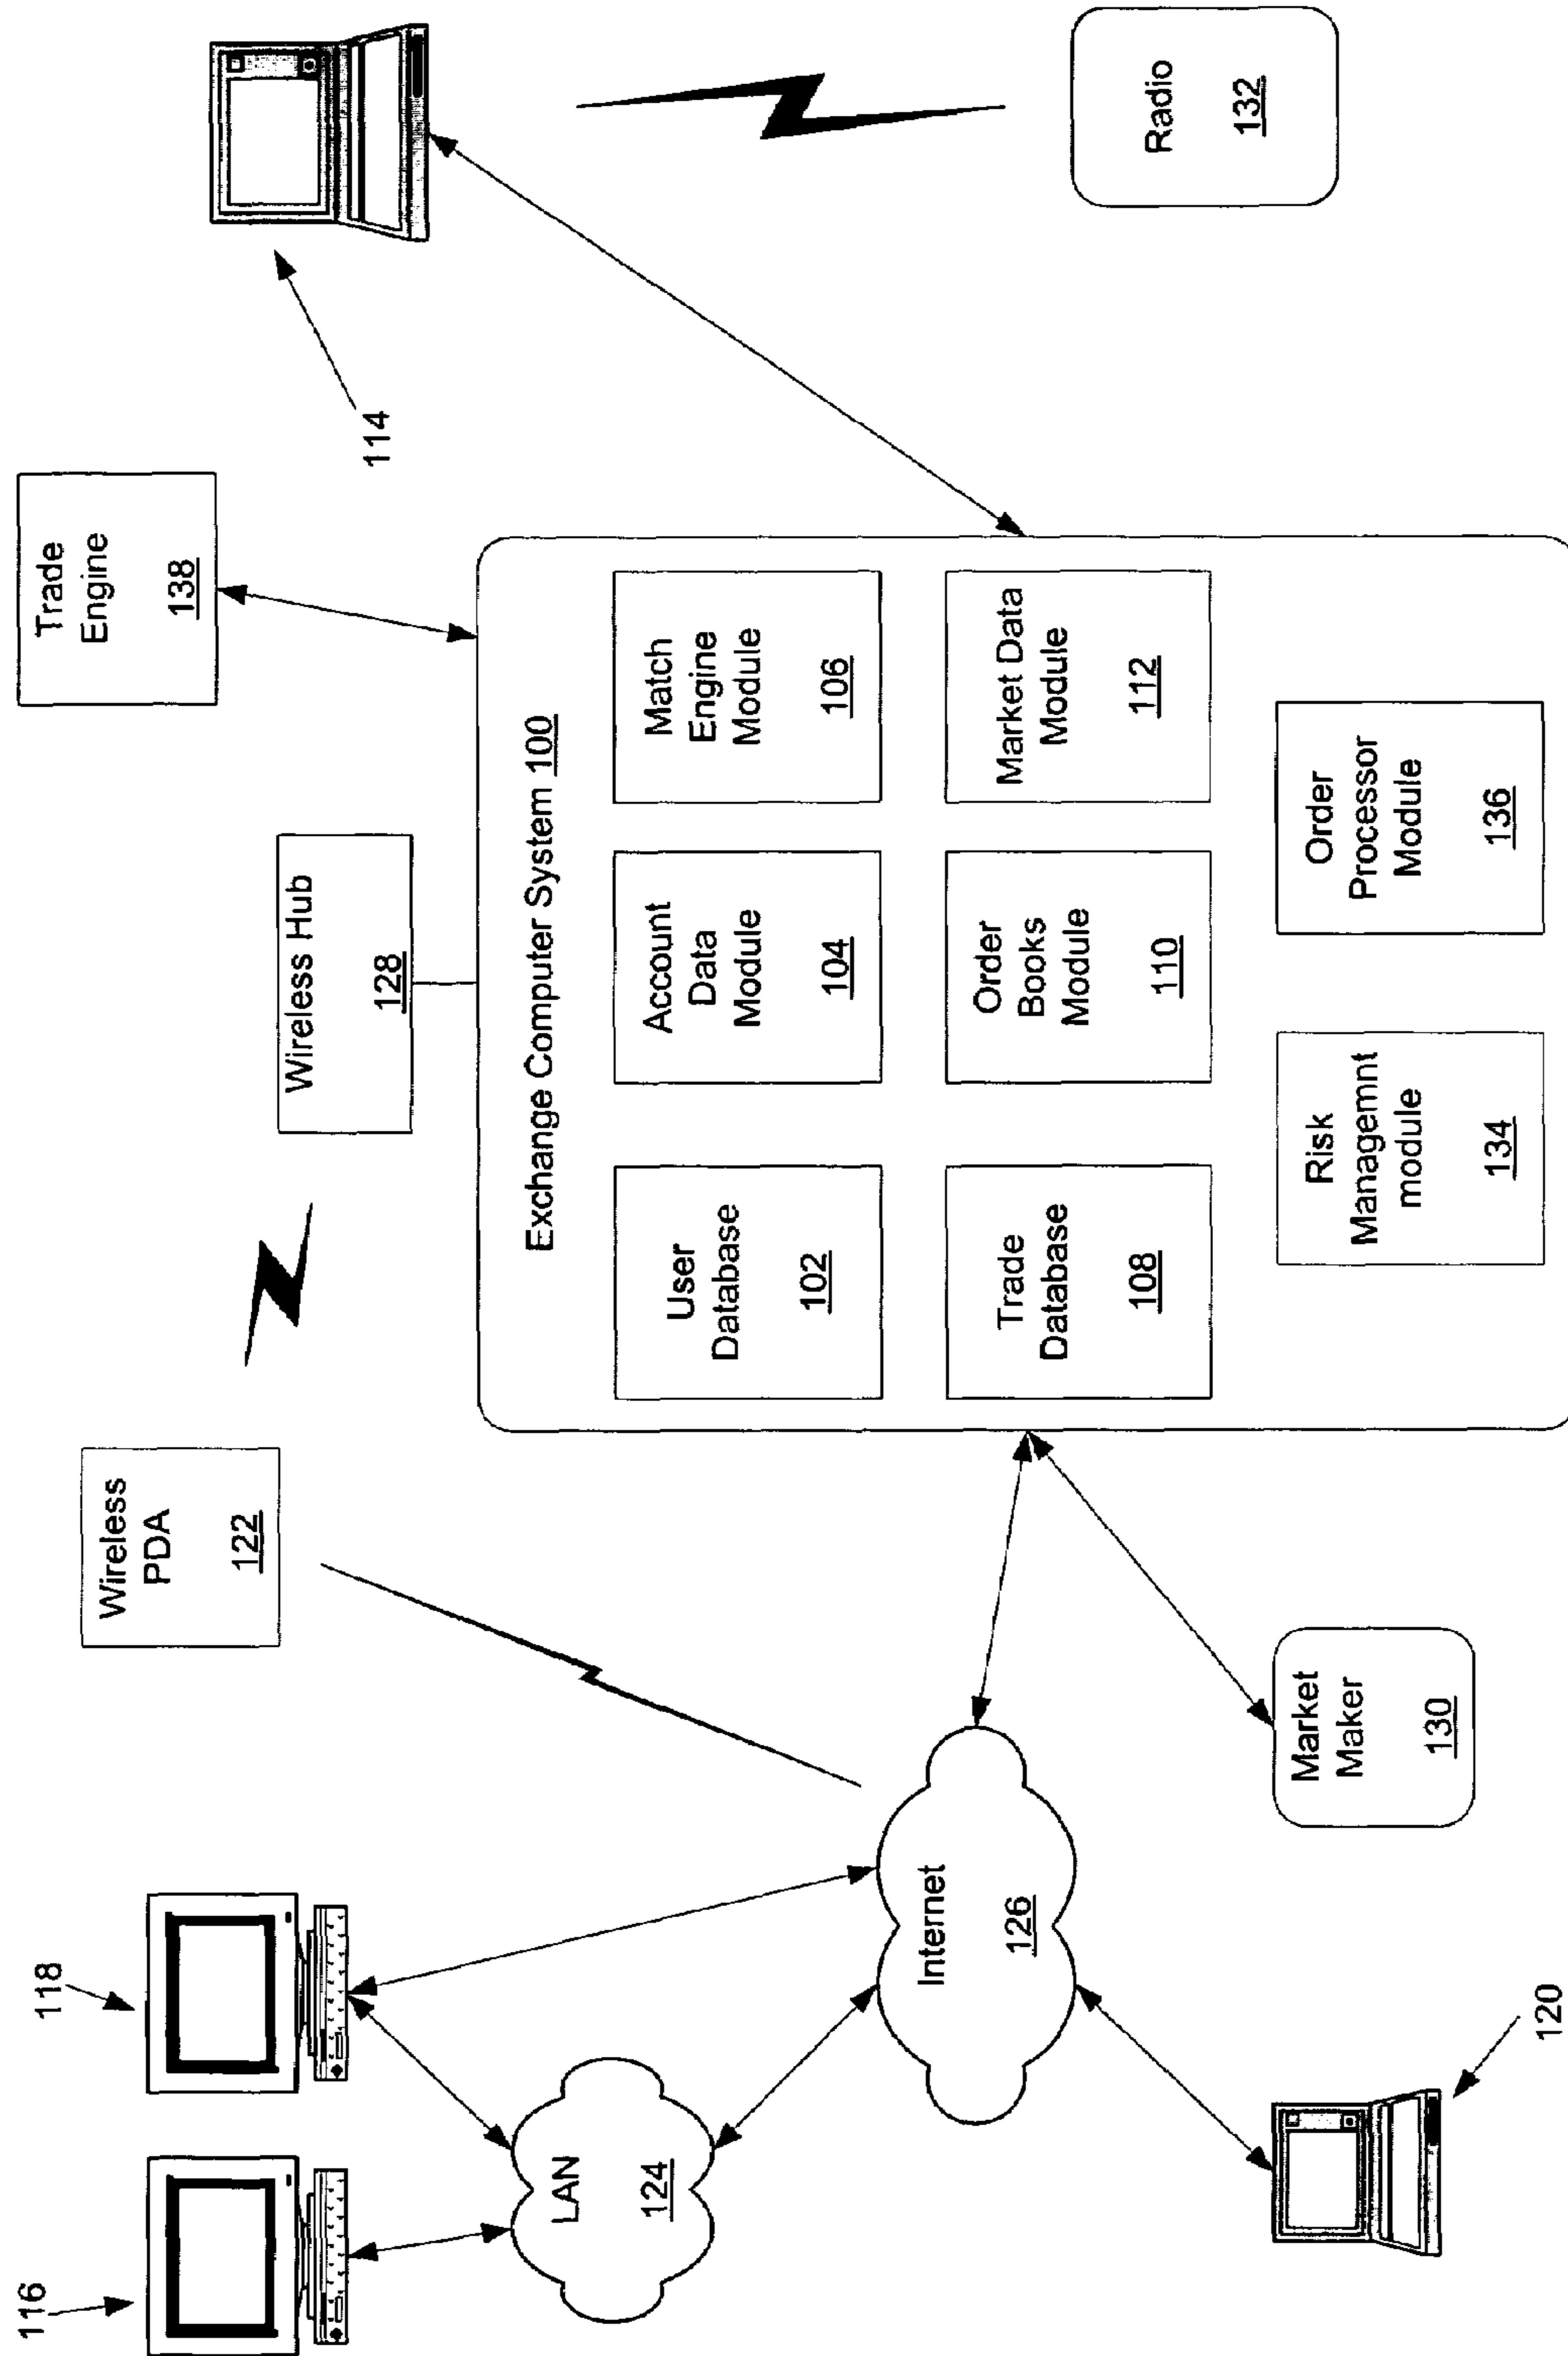 116
118
Wireless
PDA
122
Wireless Hub
128
Trade
Engine
138
114
LAN
124
Internet
126
Exchange Computer System 100
User
Database
102
Account
Data
Module
104
Match
Engine
Module
106
Trade
Database
108
Order
Books
Module
110
Market Data
Module
112
Risk
Managemnt
module
134
Order
Processor
Module
136
Radio
132
Market
Maker
130
120